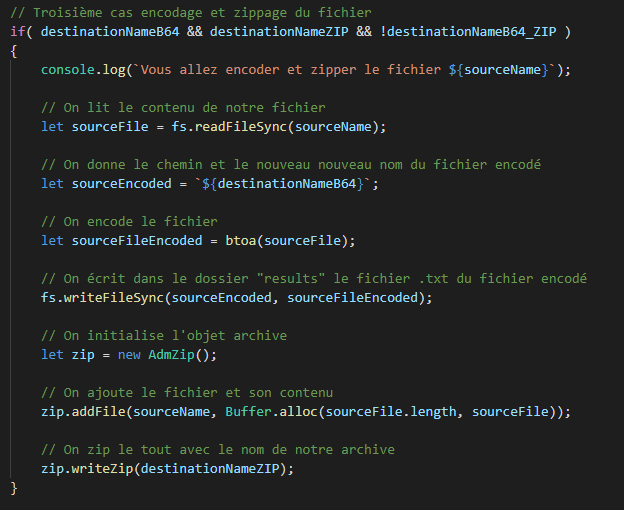 // Troisième cas encodage et zippage du fichier
if( destinationNameB64 && destinationNameZIP && !destinationNameB64_ZIP )
{
    console.log(`Vous allez encoder et zipper le fichier ${sourceName}`);

    // On lit le contenu de notre fichier
    let sourceFile = fs.readFileSync(sourceName);

    // On donne le chemin et le nouveau nouveau nom du fichier encodé
    let sourceEncoded = `${destinationNameB64}`;

    // On encode le fichier
    let sourceFileEncoded = btoa(sourceFile);

    // On écrit dans le dossier "results" le fichier .txt du fichier encodé
    fs.writeFileSync(sourceEncoded, sourceFileEncoded);

    // On initialise l'objet archive
    let zip = new AdmZip();

    // On ajoute le fichier et son contenu
    zip.addFile(sourceName, Buffer.alloc(sourceFile.length, sourceFile));

    // On zip le tout avec le nom de notre archive
    zip.writeZip(destinationNameZIP);
}